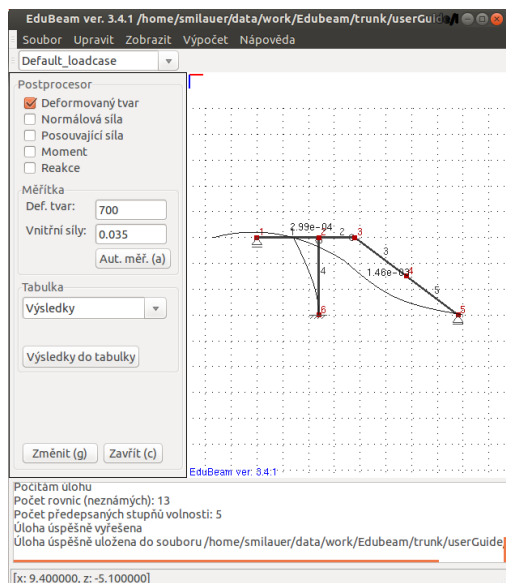 EduBeam ver. 3.4.1 /home/smilauer/data/work/Edubeam/trunk/userGui
Soubor Upravit Zobrazit Výpočet Nápověda
Default_loadcase
Postprocesor
Deformovaný tvar
Normálová síla
Posouvající síla
Moment
Reakce
Měřítka
Def. tvar: 700
Vnitřní síly: 0.035
Aut. měř. (a)
Tabulka
Výsledky
Výsledky do tabulky
Změnit (g) Zavřít (c)
1 2.99e-04 2 2 3
3
4 1.46e-03 4
5
6 5
EduBeam ver. 3.4.1
Počítám úlohu
Počet rovnic (neznámých): 13
Počet předepsaných stupňů volnosti: 5
Úloha úspěšně vyřešena
Úloha úspěšně uložena do souboru /home/smilauer/data/work/Edubeam/trunk/userGuide
[x: 9.400000, z: -5.100000]